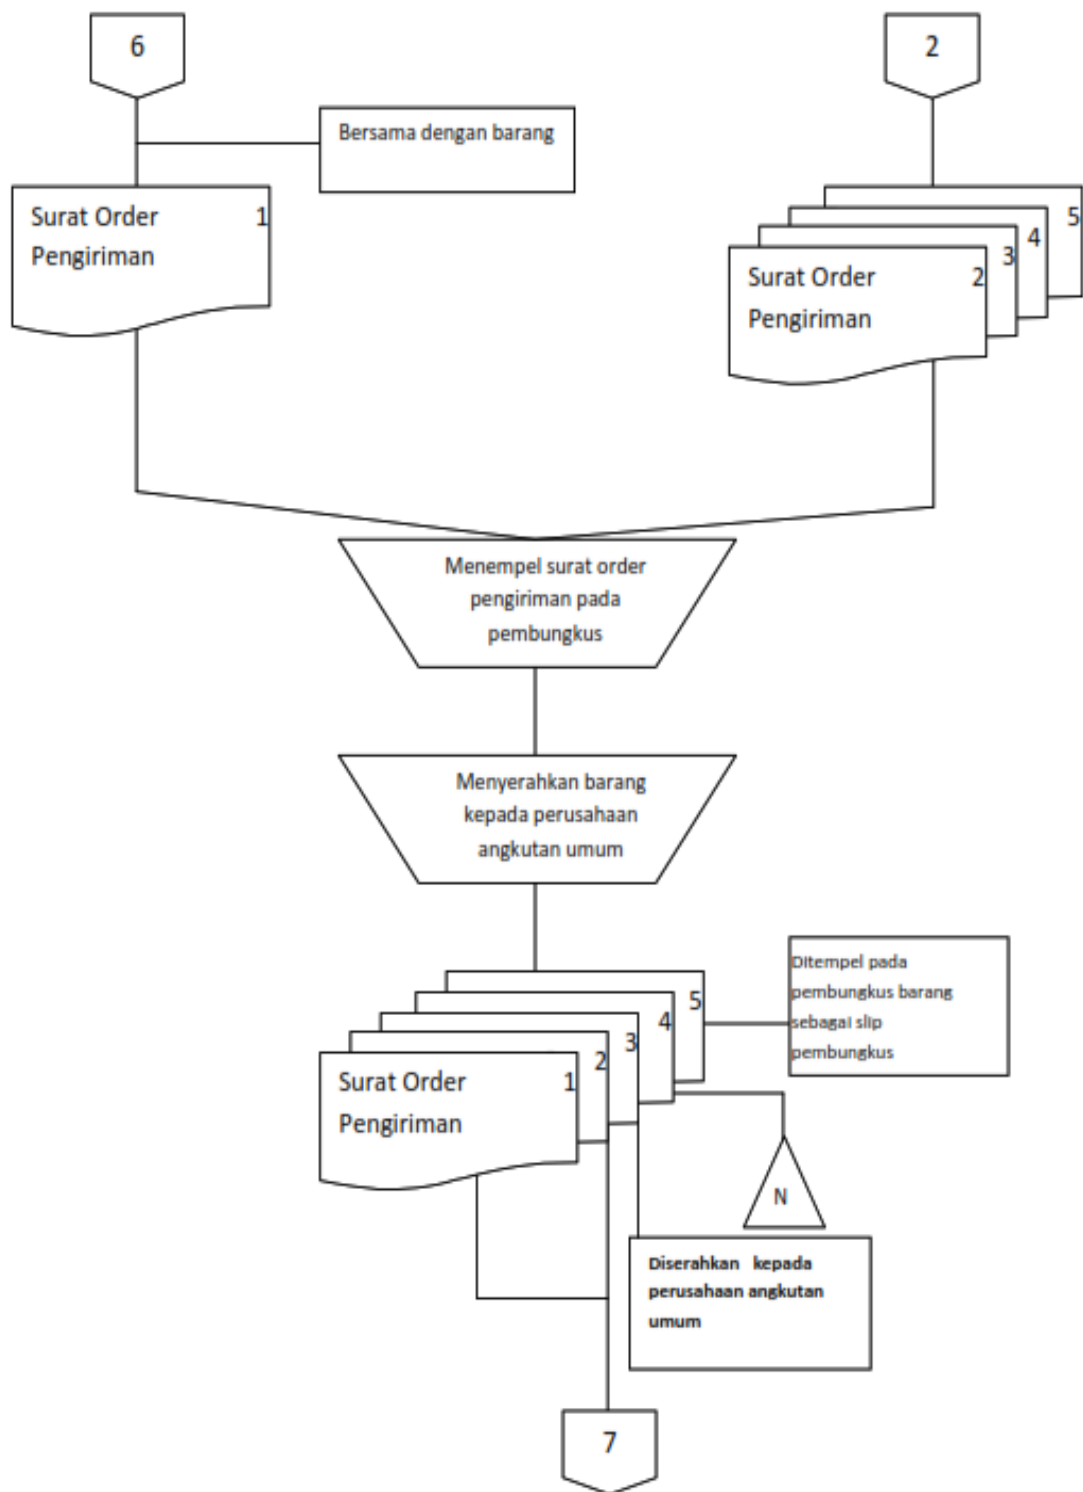 6
2
Bersama dengan barang
Surat Order 1
Pengiriman
5
4
3
Surat Order 2
Pengiriman
Menempel surat order
pengiriman pada
pembungkus
Menyerahkan barang
kepada perusahaan
angkutan umum
Ditempel pada
pembungkus barang
sebagai slip
pembungkus
5
4
3
2
Surat Order 1
Pengiriman
N
Diserahkan kepada
perusahaan angkutan
umum
7